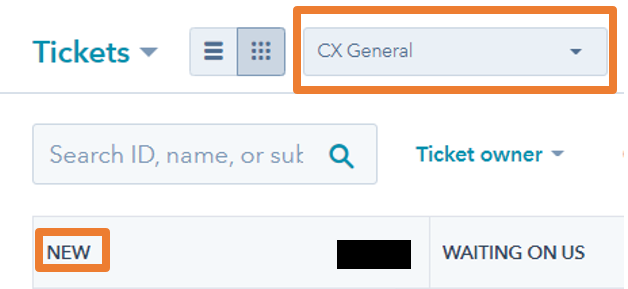 Tickets
CX General
Search ID, name, or sub
Ticket owner
NEW
WAITING ON US